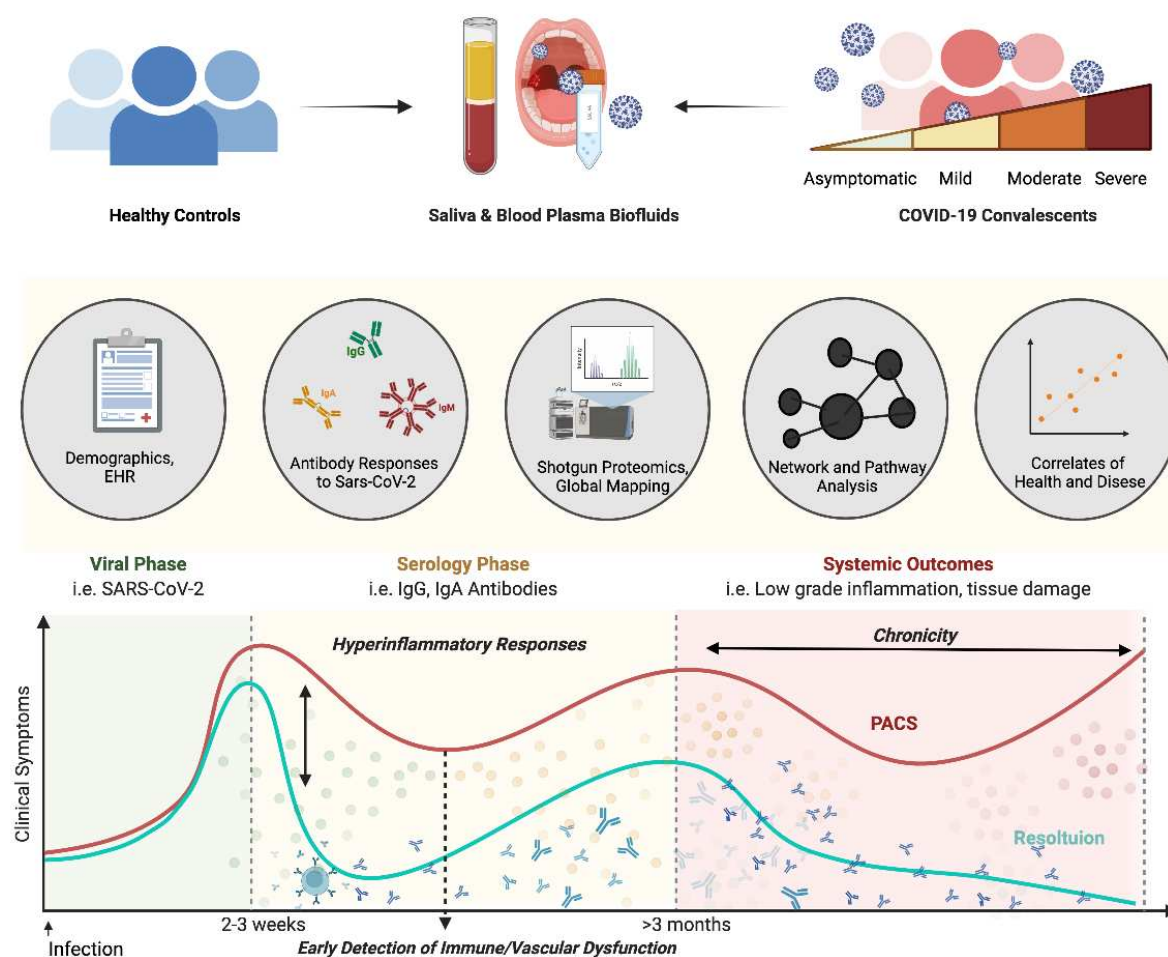 Asymptomatic
Mild
Moderate
Severe
Healthy Controls
Saliva & Blood Plasma Biofluids
COVID-19 Convalescents
IgG
IgA
IgM
Intensity
Demographics,
EHR
Antibody Responses
to Sars-CoV-2
Shotgun Proteomics,
Global Mapping
Network and Pathway
Analysis
Correlates of
Health and Disese
Viral Phase
i.e. SARS-CoV-2
Serology Phase
i.e. IgG, IgA Antibodies
Systemic Outcomes
i.e. Low grade inflammation, tissue damage
Clinical Symptoms
Hyperinflammatory Responses
Chronicity
PACS
Resoltuion
2-3 weeks
>3 months
Infection
Early Detection of Immune/Vascular Dysfunction